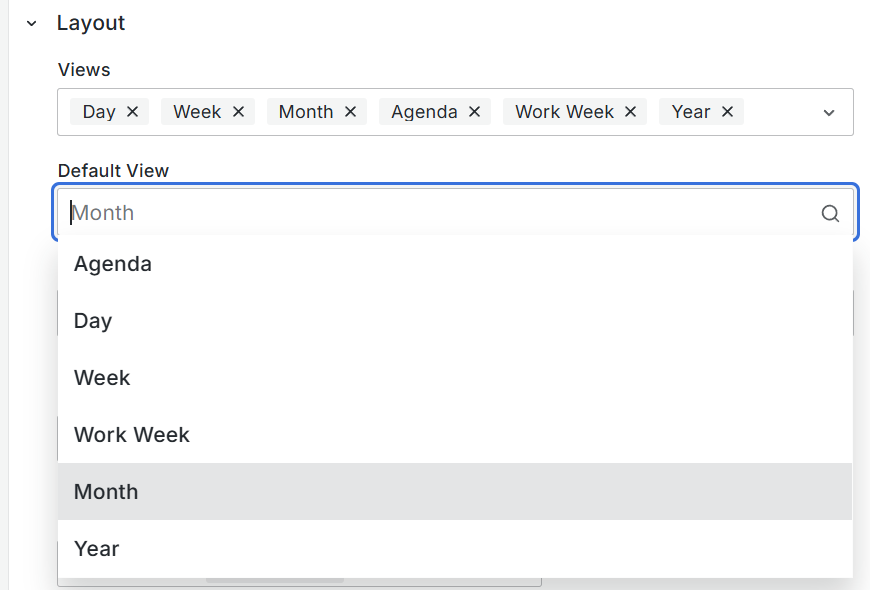 Layout
Views
Day Week Month Agenda Work Week Year
Default View
Month
Agenda
Day
Week
Work Week
Month
Year